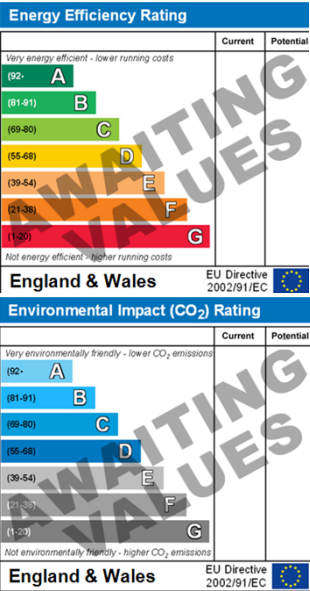 Energy Efficiency Rating
Current Potential
Very energy efficient - lower running costs
(92- A
(81-91) B
(69-80) C
(55-68) D
(39-54) E
(21-38) F
(1-20) G
AWAITING
VALUES
Not energy efficient - higher running costs
England & Wales
EU Directive
2002/91/EC
Environmental Impact (CO2) Rating
Current Potential
Very environmentally friendly - lower CO2 emissions
(92- A
(81-91) B
(69-80) C
(55-68) D
(39-54) E
(21-38) F
(1-20) G
AWAITING
VALUES
Not environmentally friendly - higher CO2 emissions
England & Wales
EU Directive
2002/91/EC